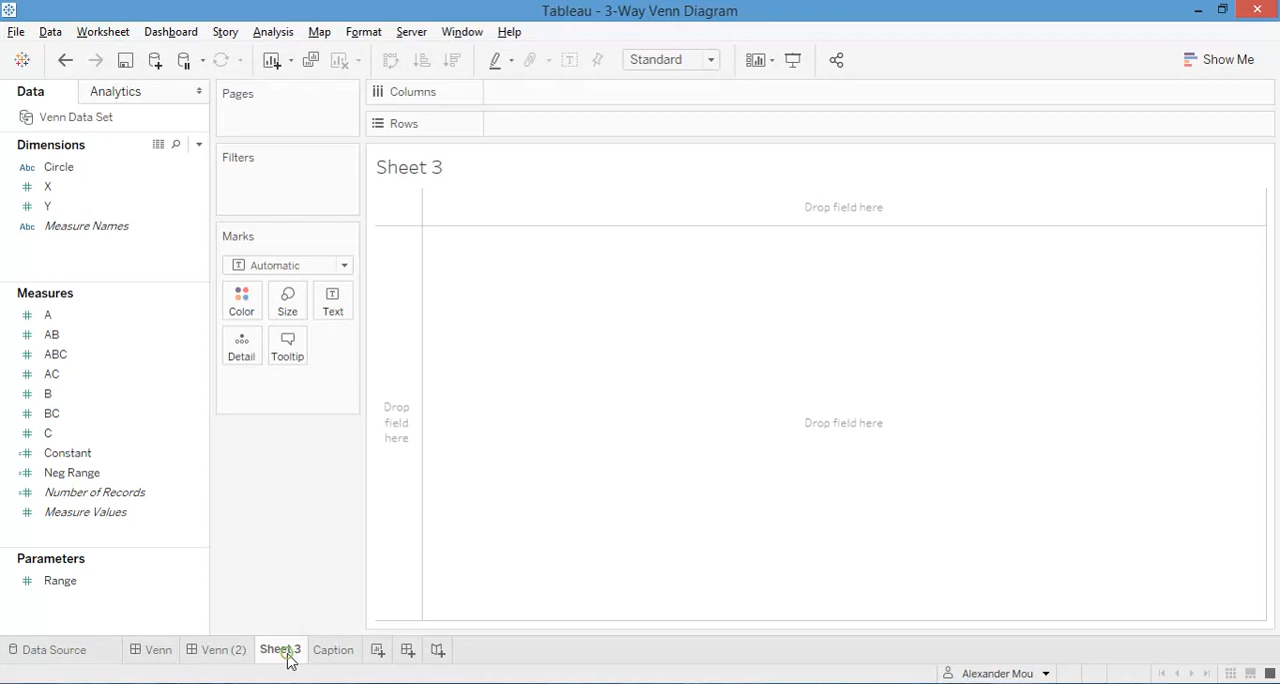 Tableau - 3-Way Venn Diagram
File Data Worksheet Dashboard Story Analysis Map Format Server Window Help
Standard
Show Me
Data Analytics
Venn Data Set
Dimensions
Abc Circle
X
Y
Abc Measure Names
Measures
A
AB
ABC
AC
B
BC
C
Constant
Neg Range
Number of Records
Measure Values
Parameters
Range
Pages
Filters
Marks
Automatic
Color Size Text
Detail Tooltip
Columns
Rows
Sheet 3
Drop field here
Drop
field
here
Drop field here
Data Source Venn Venn (2) Sheet 3 Caption
Alexander Mou